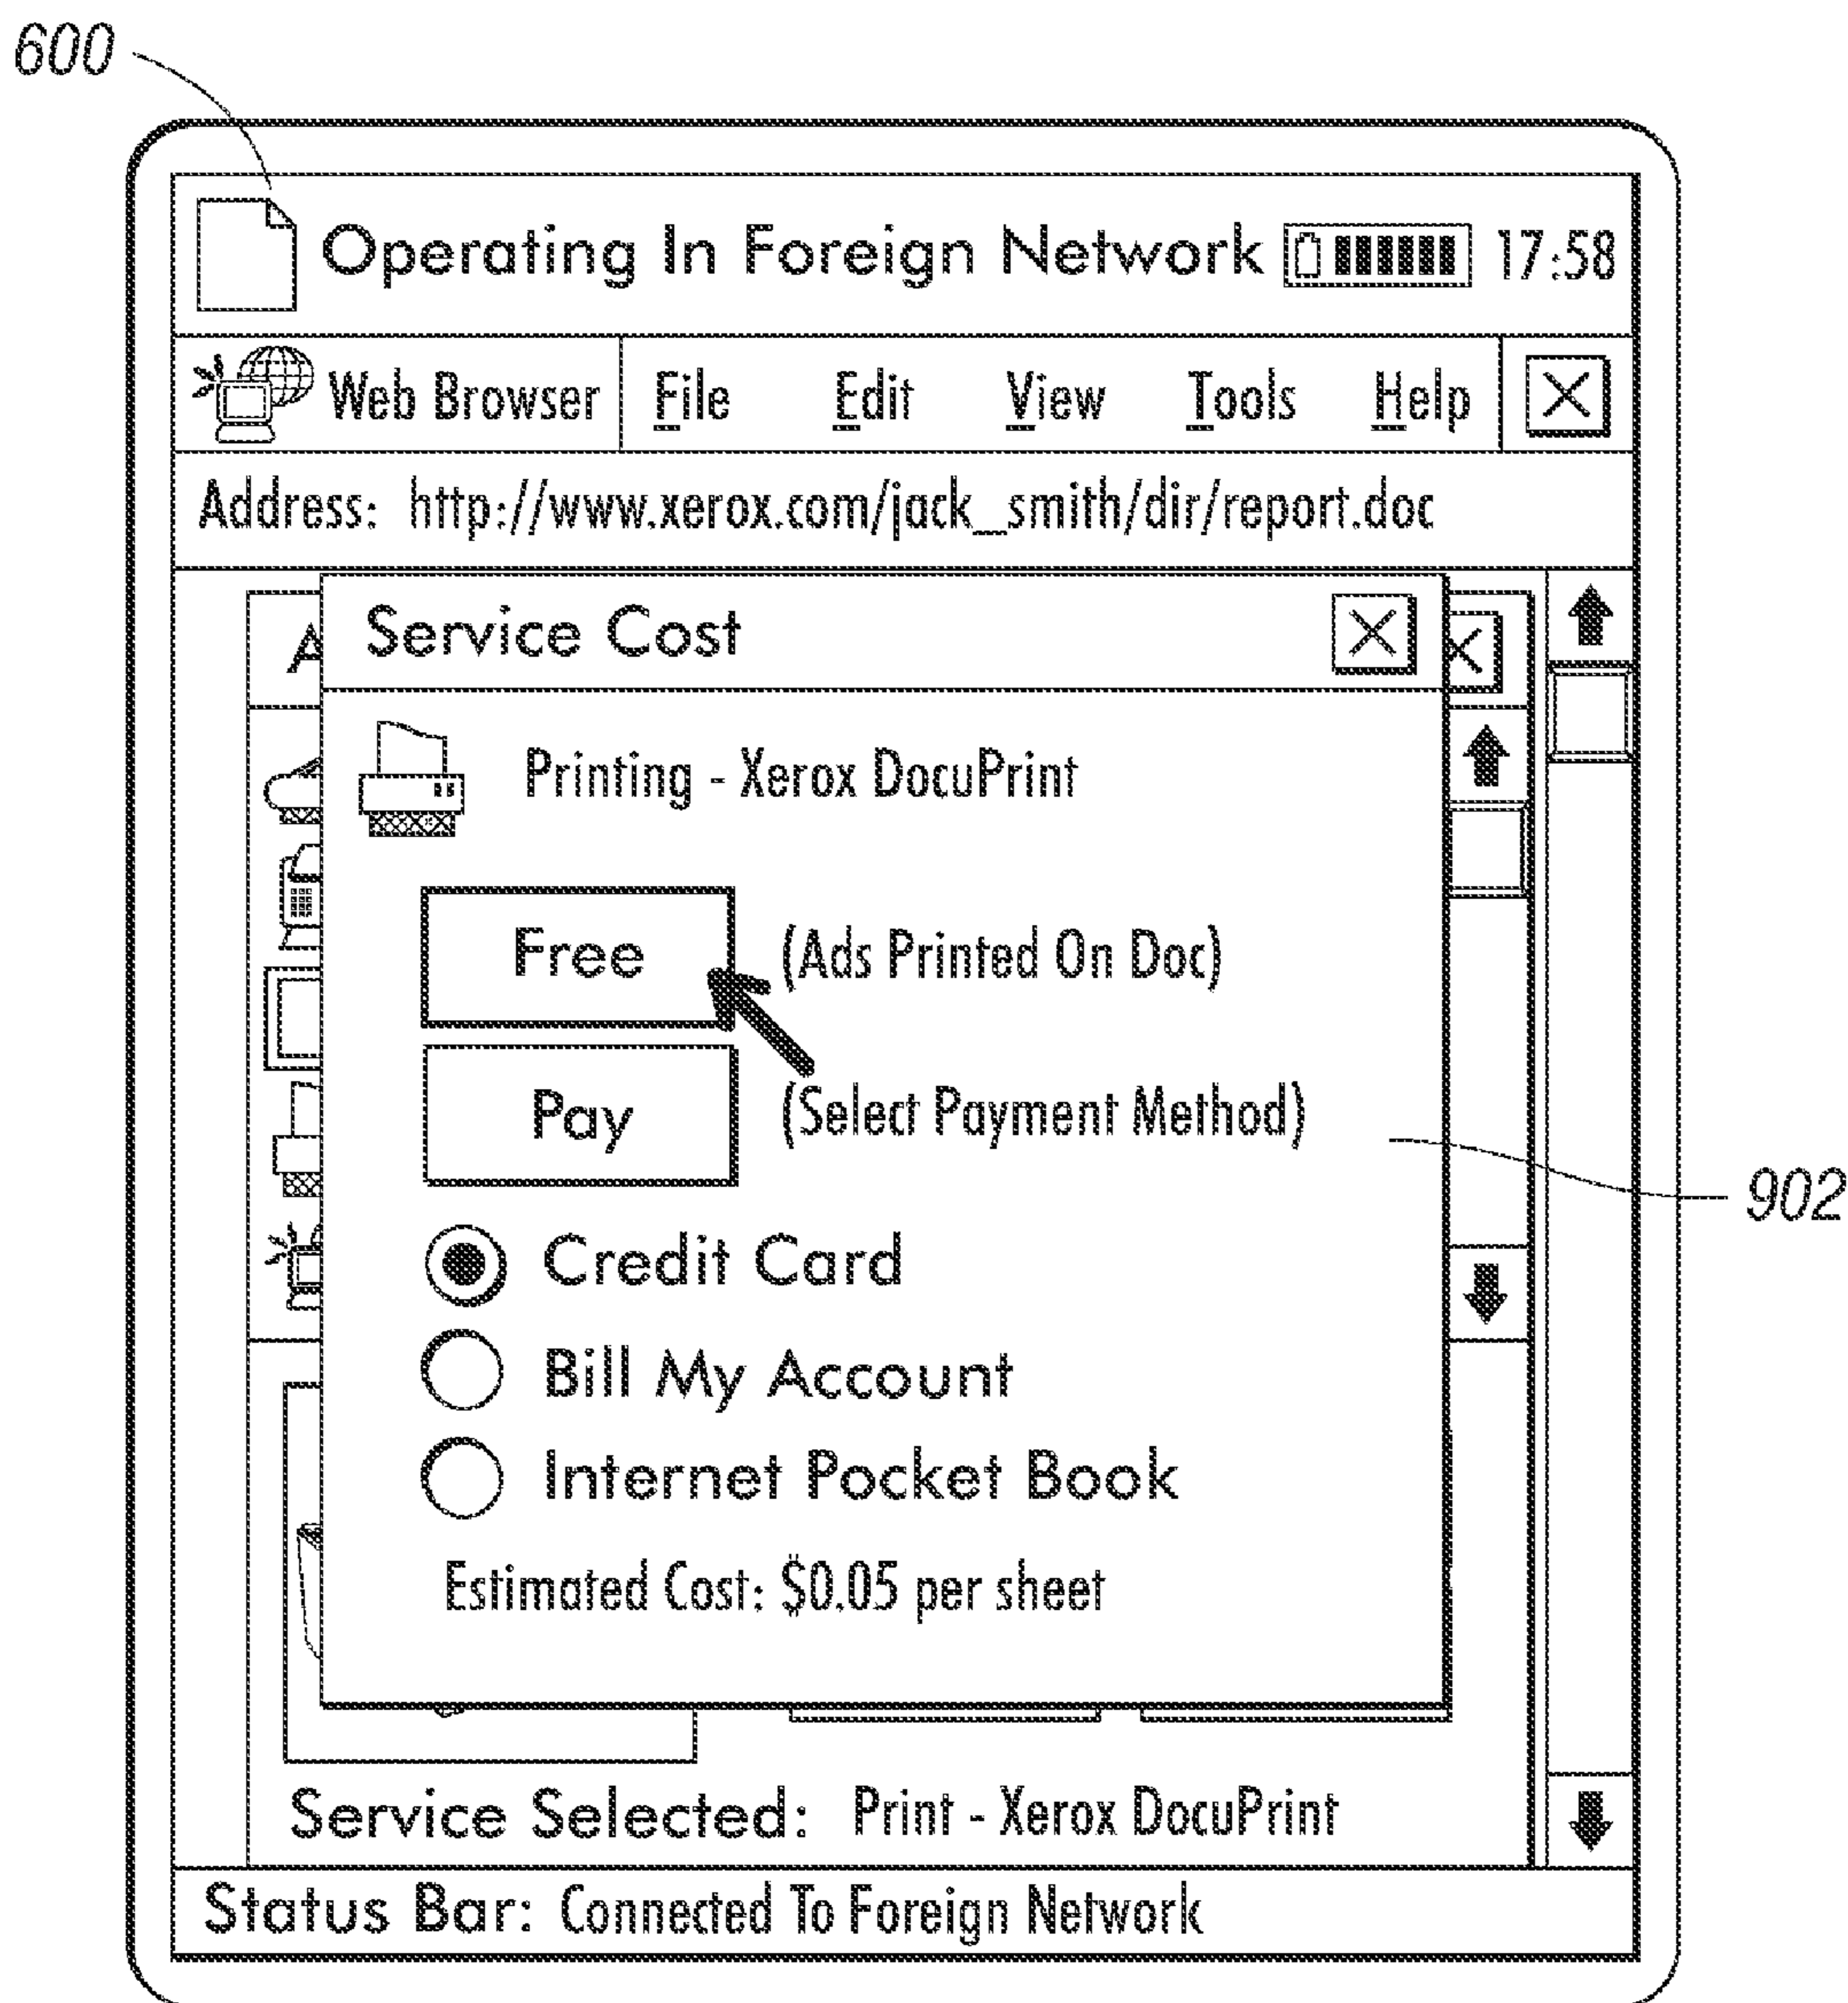 600
Operating In Foreign Network 17:58
Web Browser File Edit View Tools Help
Address: http://www.xerox.com/jack_smith/dir/report.doc
A
Service Cost
Printing - Xerox DocuPrint
Free (Ads Printed On Doc)
Pay (Select Payment Method)
902
Credit Card
Bill My Account
Internet Pocket Book
Estimated Cost: $0.05 per sheet
Service Selected: Print - Xerox DocuPrint
Status Bar: Connected To Foreign Network